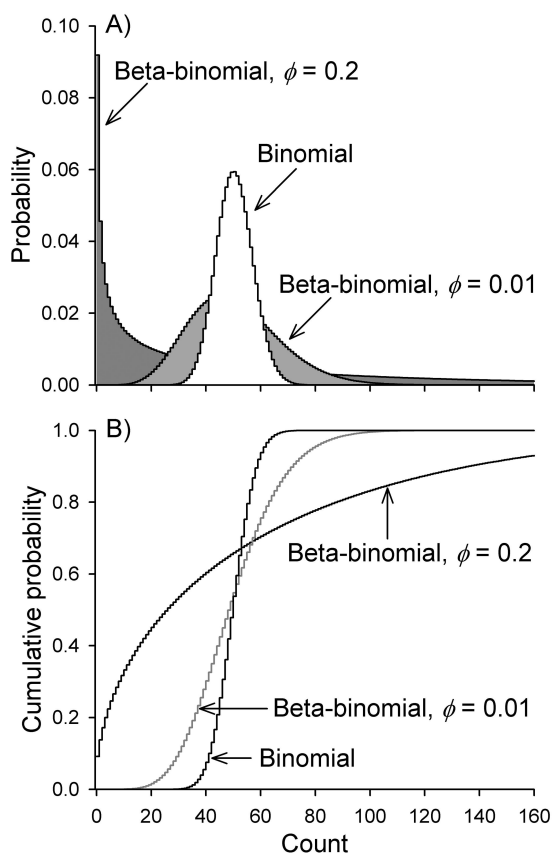 A)
0.10
0.08
0.06
0.04
0.02
0.00
Probability
Beta-binomial, ϕ = 0.2
Binomial
Beta-binomial, ϕ = 0.01
B)
1.0
0.8
0.6
0.4
0.2
0.0
Cumulative probability
Beta-binomial, ϕ = 0.2
Beta-binomial, ϕ = 0.01
Binomial
0 20 40 60 80 100 120 140 160
Count